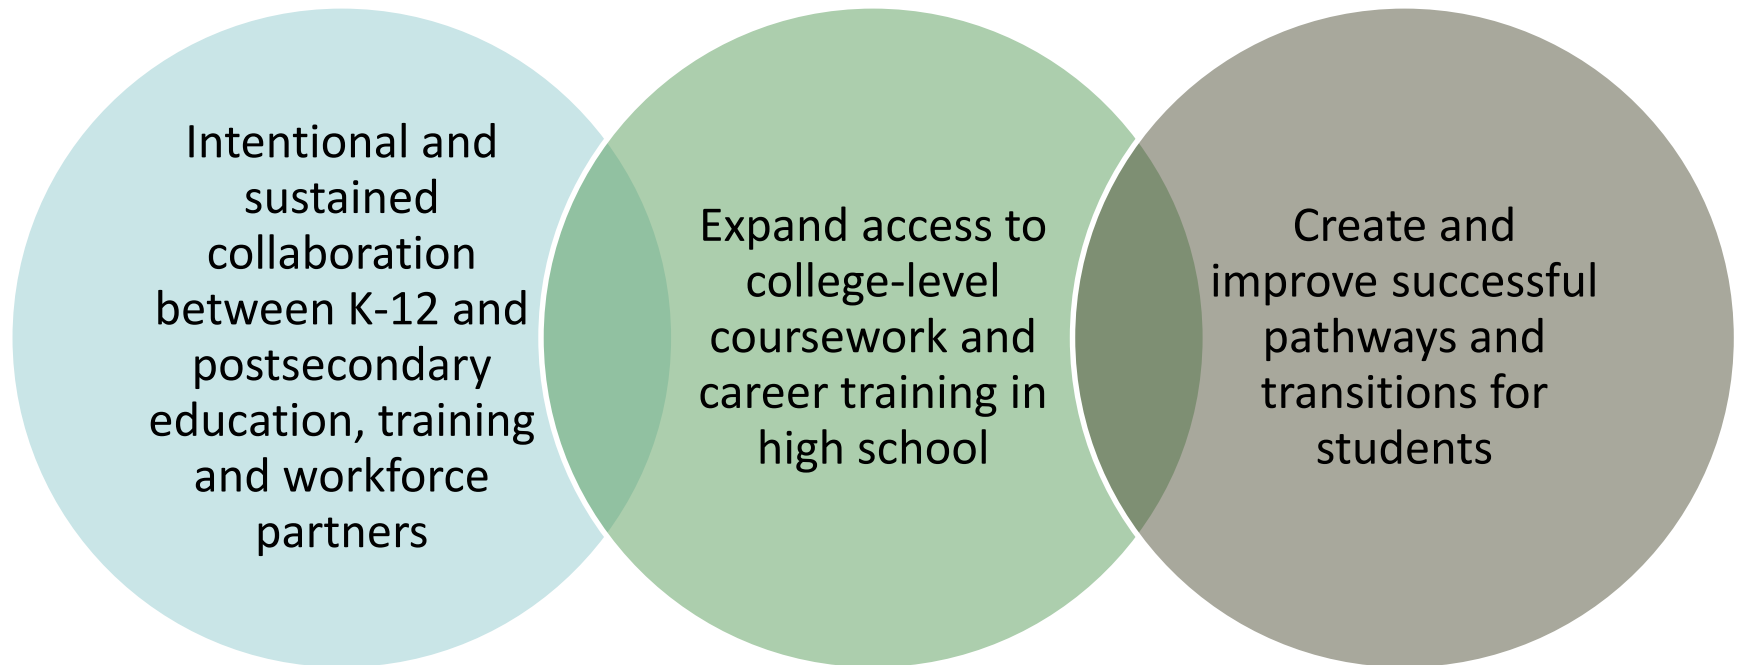 Intentional and
sustained
collaboration
between K-12 and
postsecondary
education, training
and workforce
partners
Expand access to
college-level
coursework and
career training in
high school
Create and
improve successful
pathways and
transitions for
students